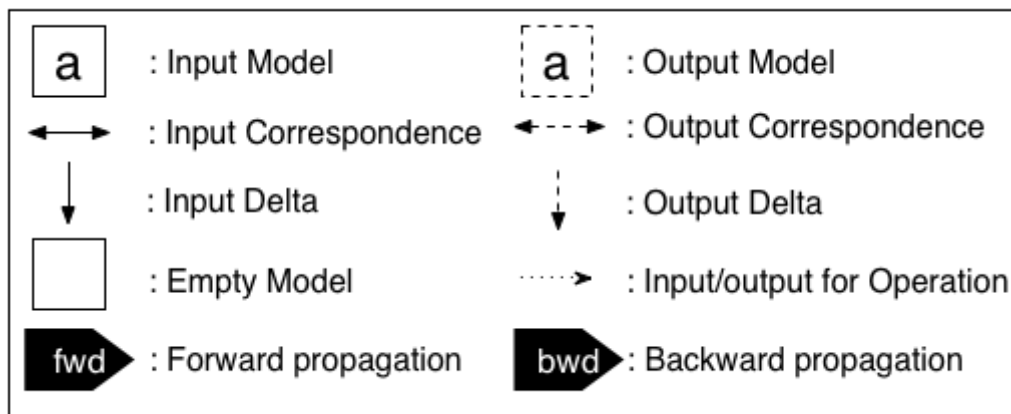 a : Input Model a : Output Model
: Input Correspondence : Output Correspondence
: Input Delta : Output Delta
: Empty Model : Input/output for Operation
fwd : Forward propagation bwd : Backward propagation